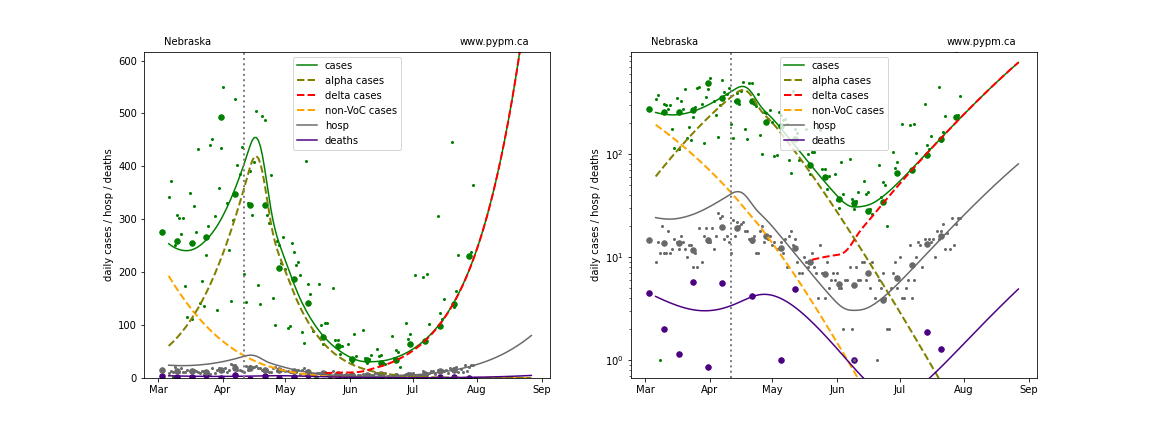 Nebraska www.pypm.ca
cases
alpha cases
delta cases
non-VoC cases
hosp
deaths
daily cases / hosp / deaths
600
500
400
300
200
100
0
Mar Apr May Jun Jul Aug Sep
Nebraska www.pypm.ca
cases
alpha cases
delta cases
non-VoC cases
hosp
deaths
daily cases / hosp / deaths
10²
10¹
10⁰
Mar Apr May Jun Jul Aug Sep